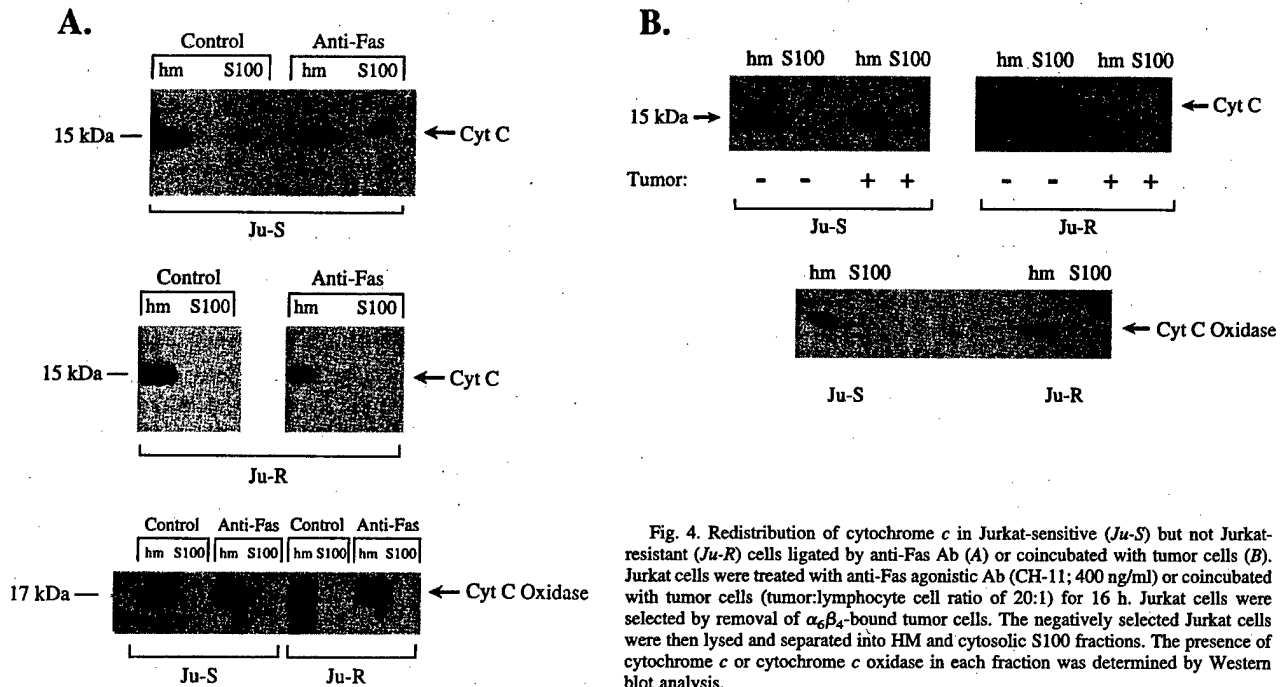 A.
Control Anti-Fas
hm S100 hm S100
15 kDa Cyt C
Ju-S
Control Anti-Fas
hm S100 hm S100
15 kDa Cyt C
Ju-R
Control Anti-Fas Control Anti-Fas
hm S100 hm S100 hm S100 hm S100
17 kDa Cyt C Oxidase
Ju-S Ju-R
B.
hm S100 hm S100 hm S100 hm S100
15 kDa Cyt C
Tumor: - - + + - - + +
Ju-S Ju-R
hm S100 hm S100
Cyt C Oxidase
Ju-S Ju-R
Fig. 4. Redistribution of cytochrome c in Jurkat-sensitive (Ju-S) but not Jurkat-
resistant (Ju-R) cells ligated by anti-Fas Ab (A) or coincubated with tumor cells (B).
Jurkat cells were treated with anti-Fas agonistic Ab (CH-11; 400 ng/ml) or coincubated
with tumor cells (tumor:lymphocyte cell ratio of 20:1) for 16 h. Jurkat cells were
selected by removal of α6β4-bound tumor cells. The negatively selected Jurkat cells
were then lysed and separated into HM and cytosolic S100 fractions. The presence of
cytochrome c or cytochrome c oxidase in each fraction was determined by Western
blot analysis.